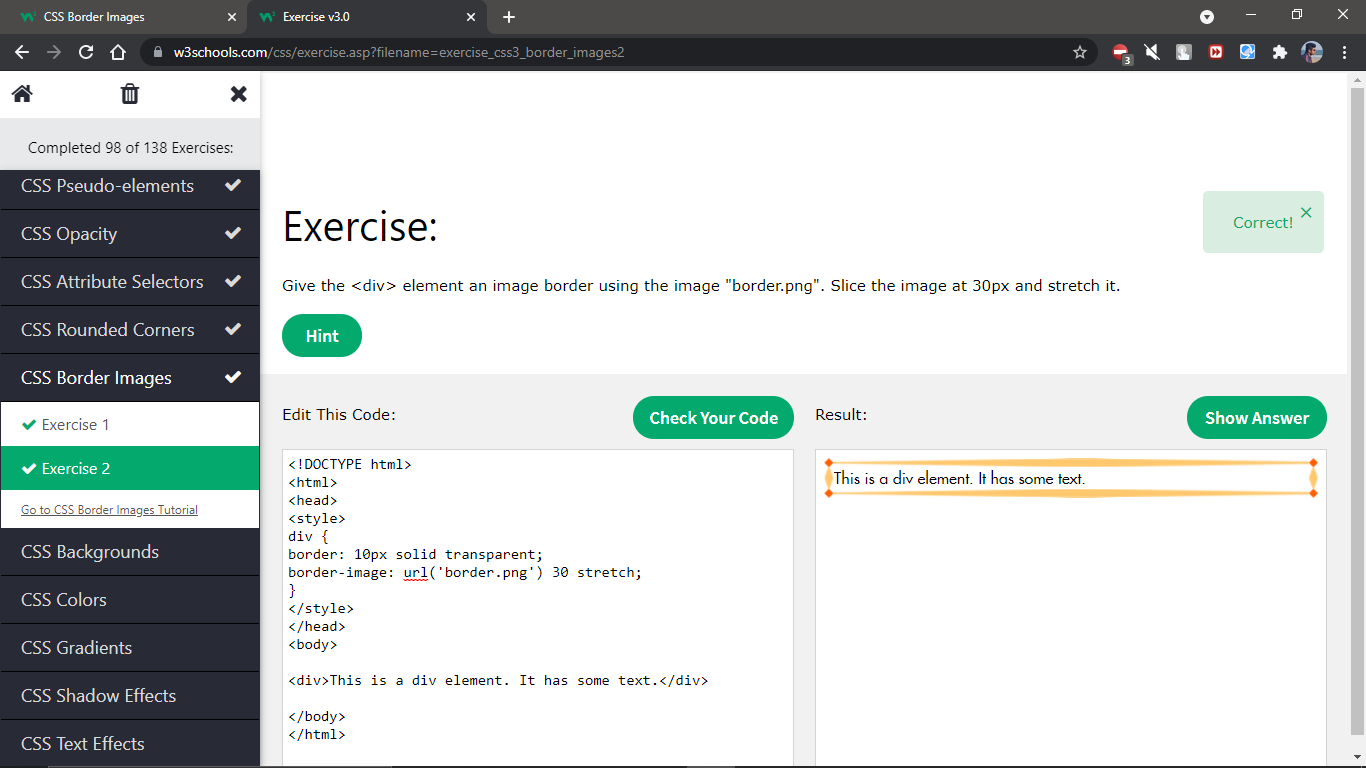 CSS Border Images
Exercise v3.0
w3schools.com/css/exercise.asp?filename=exercise_css3_border_images2
3
Completed 98 of 138 Exercises:
CSS Pseudo-elements
CSS Opacity
CSS Attribute Selectors
CSS Rounded Corners
CSS Border Images
Exercise 1
Exercise 2
Go to CSS Border Images Tutorial
CSS Backgrounds
CSS Colors
CSS Gradients
CSS Shadow Effects
CSS Text Effects
Exercise:
Correct!
Give the <div> element an image border using the image "border.png". Slice the image at 30px and stretch it.
Hint
Edit This Code:
Check Your Code
<!DOCTYPE html>
<html>
<head>
<style>
div {
border: 10px solid transparent;
border-image: url('border.png') 30 stretch;
}
</style>
</head>
<body>
<div>This is a div element. It has some text.</div>
</body>
</html>
Result:
Show Answer
This is a div element. It has some text.